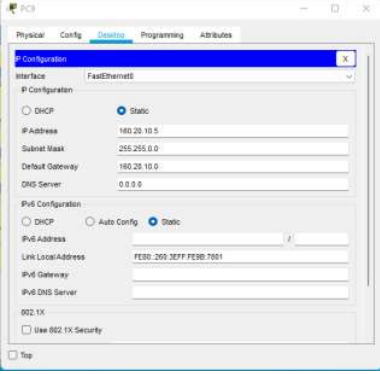 PC9
Physical Config Desktop Programming Attributes
IP Configuration X
Interface FastEthernet0
IP Configuration
DHCP Static
IP Address 160.20.10.5
Subnet Mask 255.255.0.0
Default Gateway 160.20.10.0
DNS Server 0.0.0.0
IPv6 Configuration
DHCP Auto Config Static
IPv6 Address /
Link Local Address FE80::260:3EFF:FE9B:7801
IPv6 Gateway
IPv6 DNS Server
802.1X
Use 802.1X Security
Top